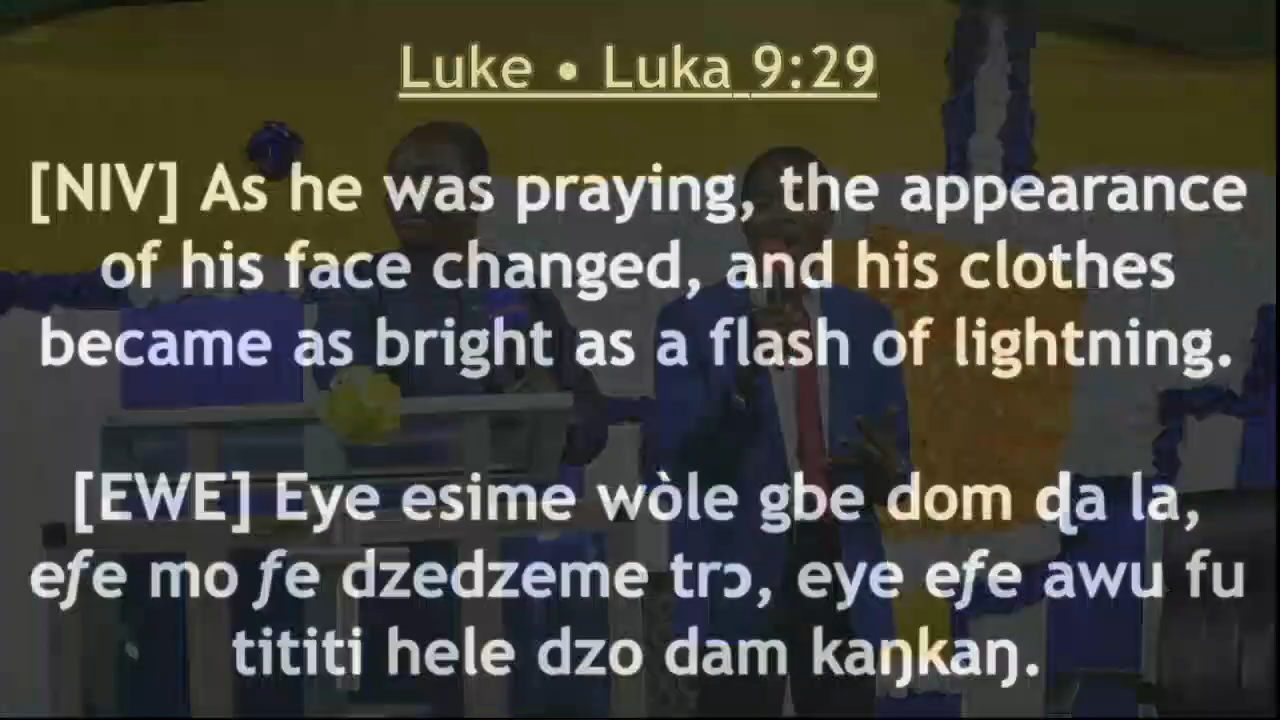 Luke • Luka 9:29
[NIV] As he was praying, the appearance
of his face changed, and his clothes
became as bright as a flash of lightning.
[EWE] Eye esime wòle gbe dom ɖa la,
eƒe mo ƒe dzedzeme trɔ, eye eƒe awu fu
tititi hele dzo dam kaŋkaŋ.